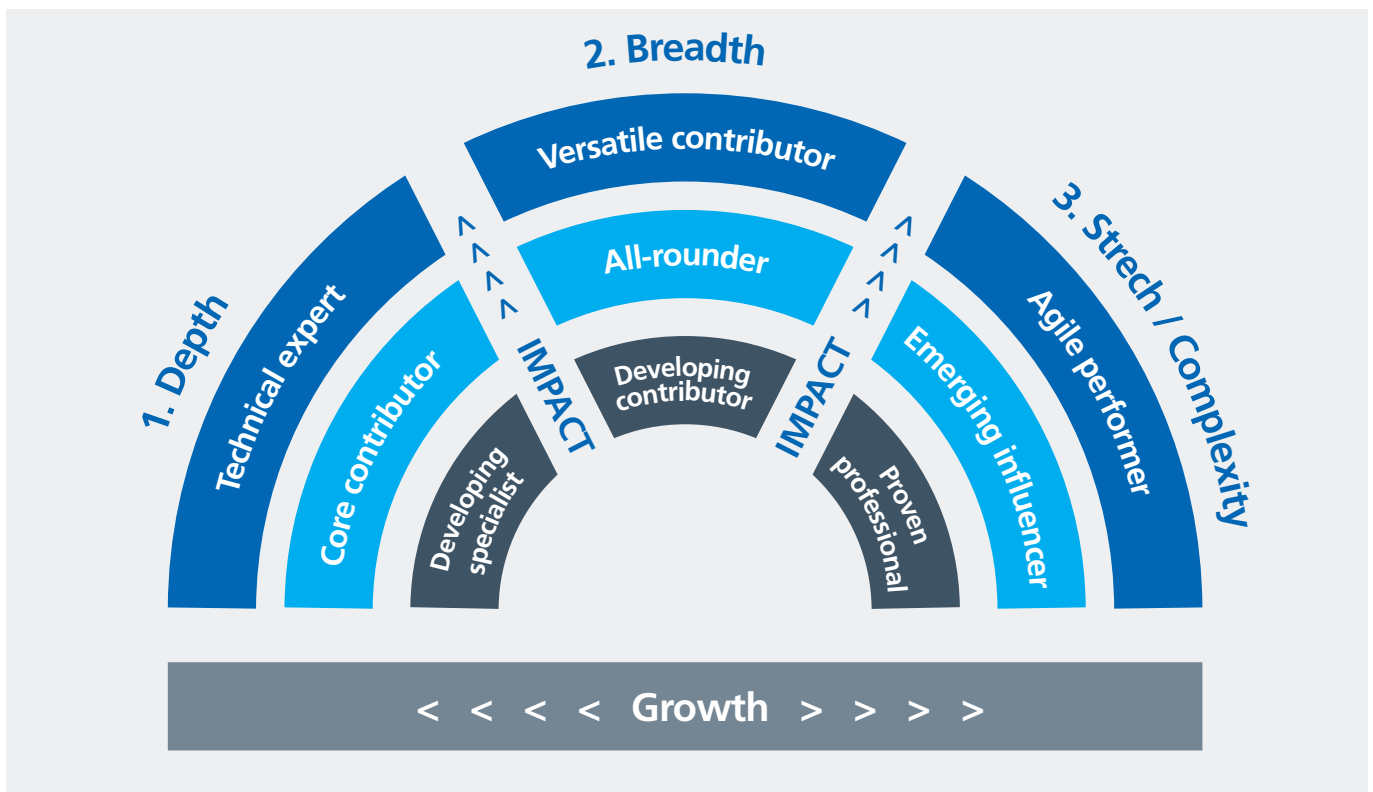 2. Breadth
Versatile contributor
All-rounder
Developing
contributor
1. Depth
Technical expert
Core contributor
Developing
specialist
^ ^ ^ ^ IMPACT
^ ^ ^ ^ IMPACT
3. Strech / Complexity
Agile performer
Emerging influencer
Proven
professional
< < < < Growth > > > >